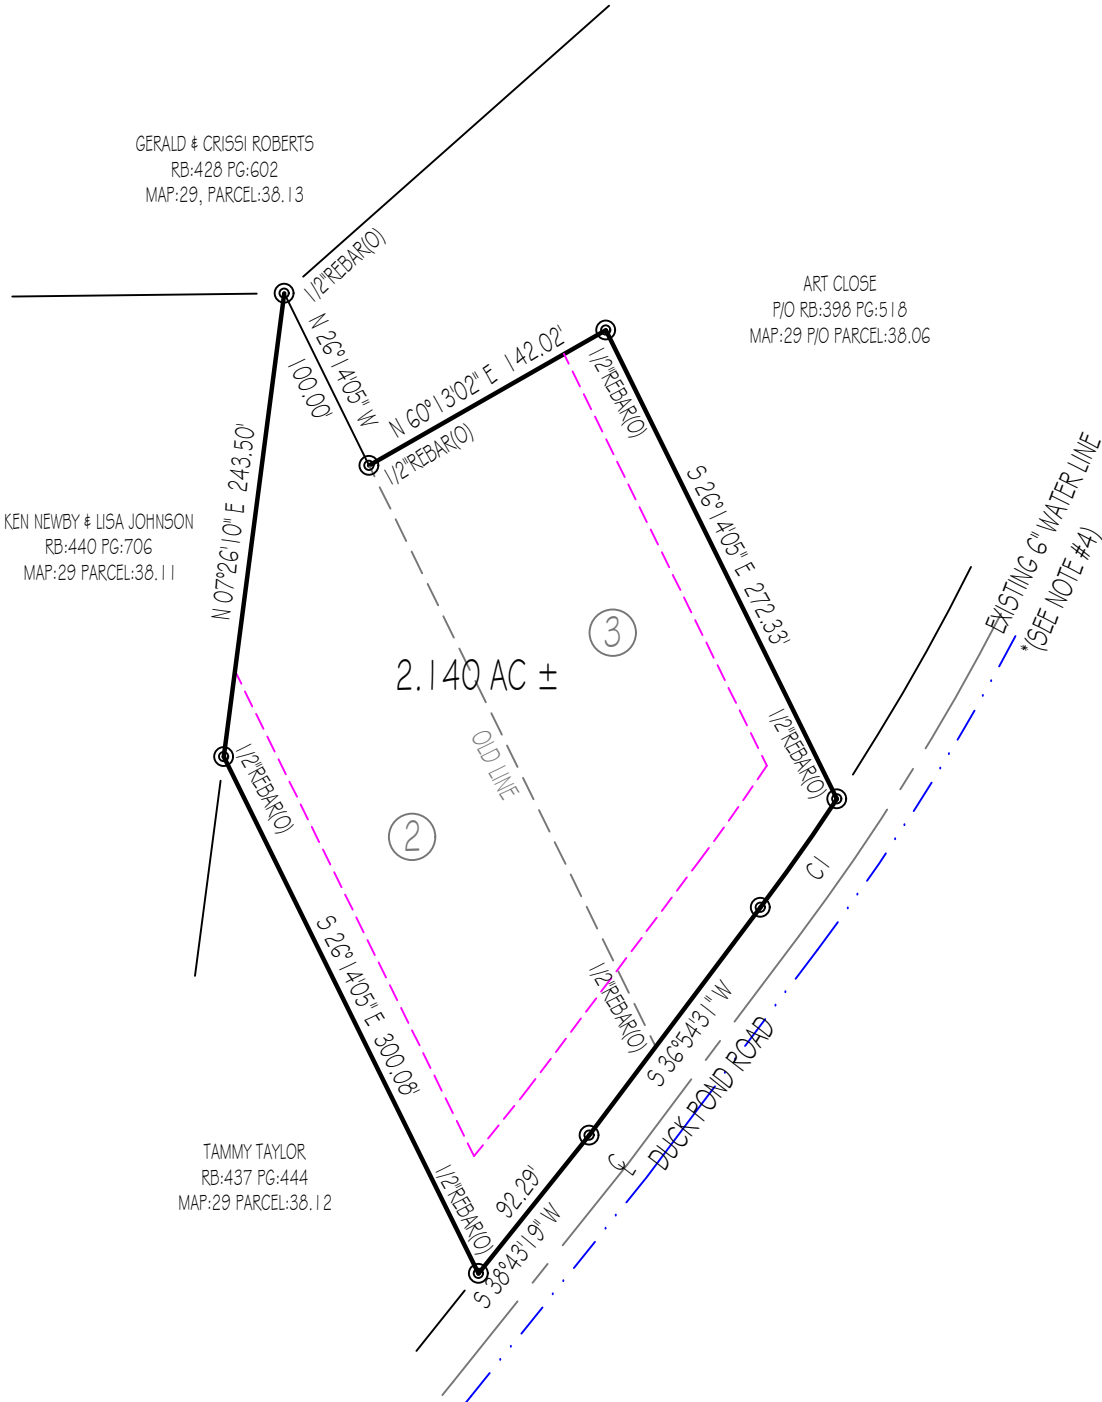 GERALD & CRISSI ROBERTS
RB:428 PG:602
MAP:29, PARCEL:38.13
1/2"REBAR(O)
ART CLOSE
P/O RB:398 PG:518
MAP:29 P/O PARCEL:38.06
N 26°14'05" W
100.00'
N 60°13'02" E 142.02'
1/2"REBAR(O)
1/2"REBAR(O)
N 07°26'10" E 243.50'
S 26°14'05" E 272.33'
EXISTING 6" WATER LINE
*(SEE NOTE #4)
KEN NEWBY & LISA JOHNSON
RB:440 PG:706
MAP:29 PARCEL:38.11
3
2.140 AC ±
OLD LINE
1/2"REBAR(O)
1/2"REBAR(O)
2
C1
S 26°14'05" E 300.08'
1/2"REBAR(O)
S 36°54'31" W
DUCK POND ROAD
CL
TAMMY TAYLOR
RB:437 PG:444
MAP:29 PARCEL:38.12
1/2"REBAR(O)
92.29'
S 38°43'19" W